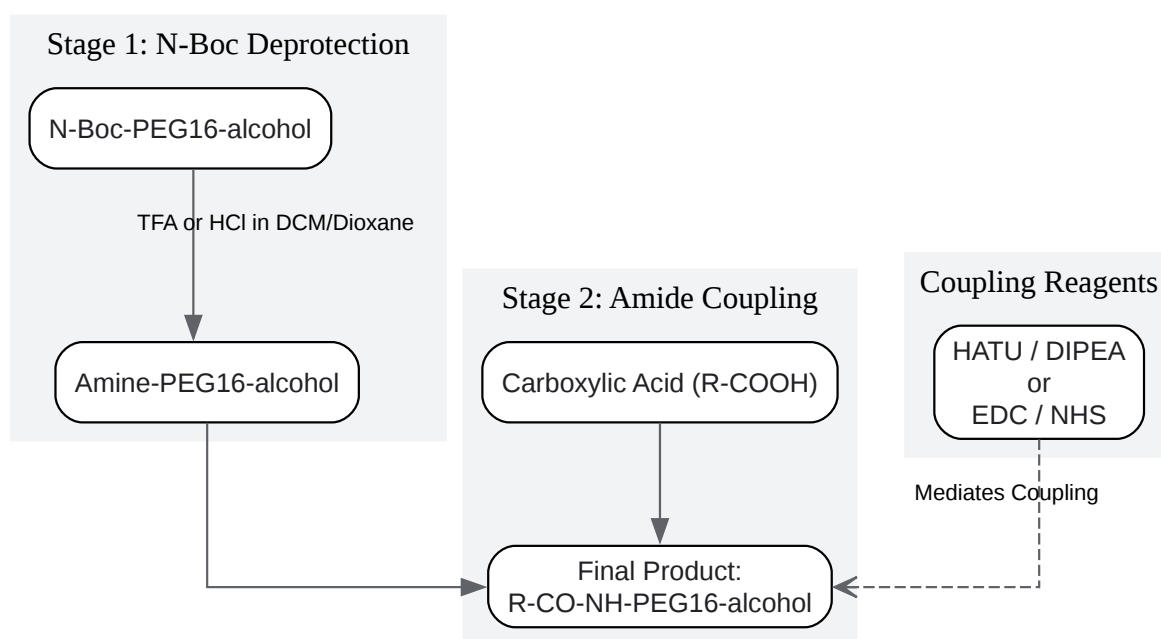 Stage 1: N-Boc Deprotection
N-Boc-PEG16-alcohol
TFA or HCl in DCM/Dioxane
Amine-PEG16-alcohol
Stage 2: Amide Coupling
Carboxylic Acid (R-COOH)
Final Product:
R-CO-NH-PEG16-alcohol
Coupling Reagents
HATU / DIPEA
or
EDC / NHS
Mediates Coupling